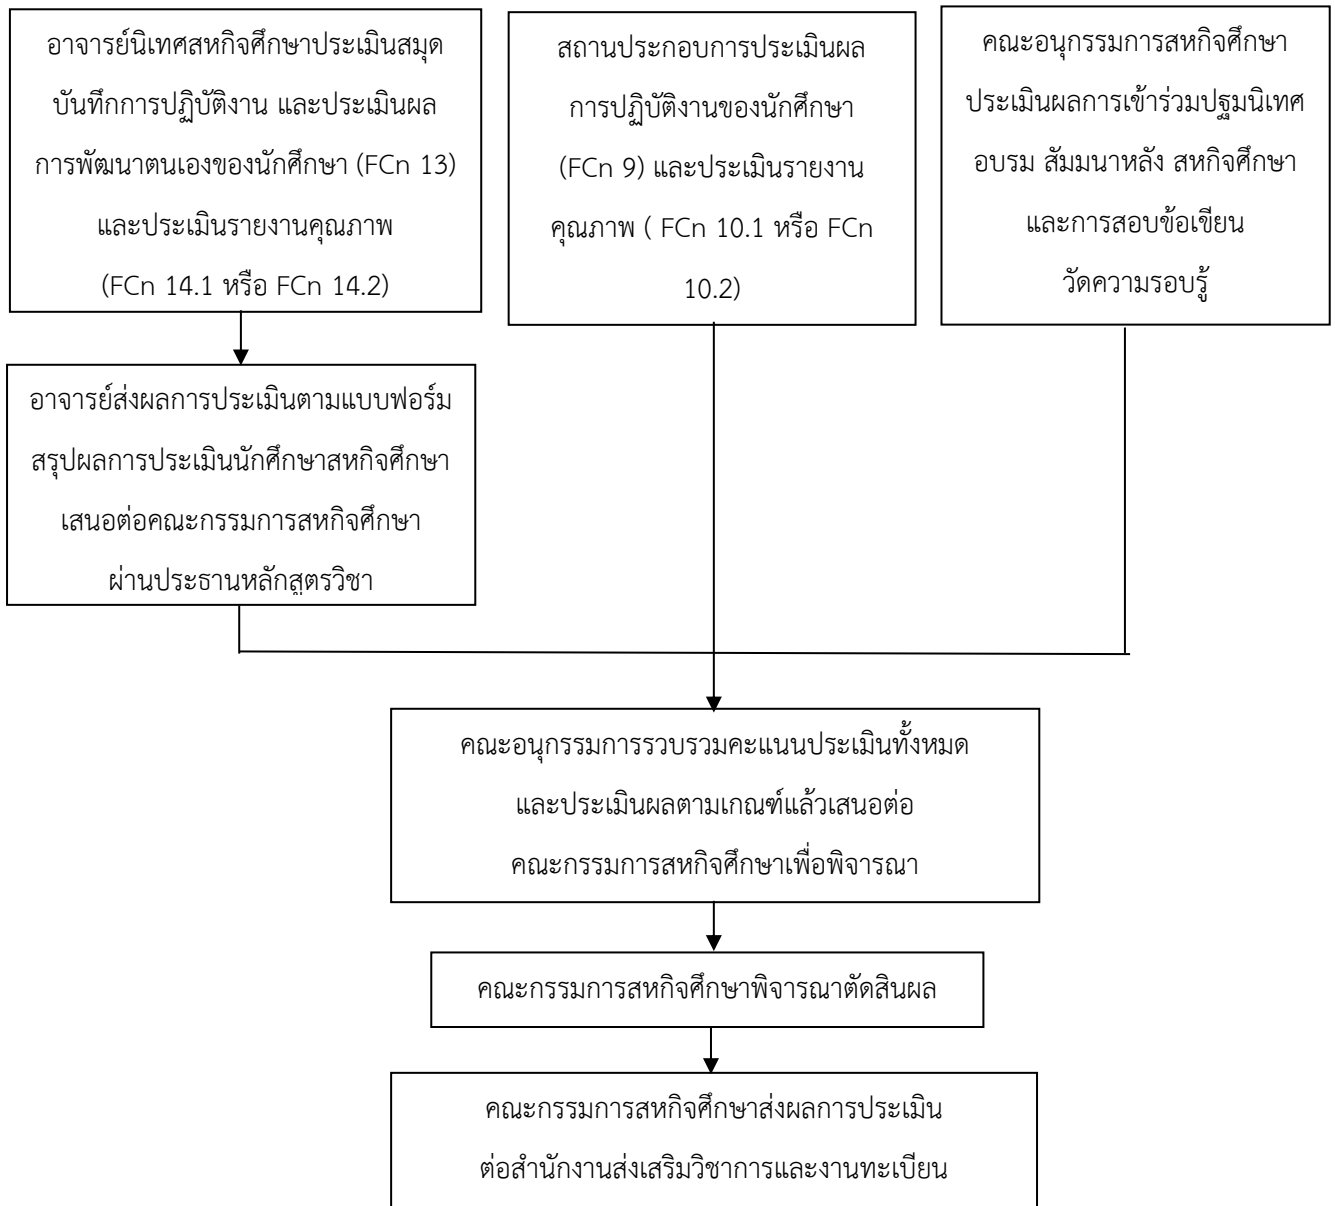 อาจารย์นิเทศสหกิจศึกษาประเมินสมุด
บันทึกการปฏิบัติงาน และประเมินผล
การพัฒนาตนเองของนักศึกษา (FCn 13)
และประเมินรายงานคุณภาพ
(FCn 14.1 หรือ FCn 14.2)
สถานประกอบการประเมินผล
การปฏิบัติงานของนักศึกษา
(FCn 9) และประเมินรายงาน
คุณภาพ ( FCn 10.1 หรือ FCn
10.2)
คณะอนุกรรมการสหกิจศึกษา
ประเมินผลการเข้าร่วมปฐมนิเทศ
อบรม สัมมนาหลัง สหกิจศึกษา
และการสอบข้อเขียน
วัดความรอบรู้
อาจารย์ส่งผลการประเมินตามแบบฟอร์ม
สรุปผลการประเมินนักศึกษาสหกิจศึกษา
เสนอต่อคณะกรรมการสหกิจศึกษา
ผ่านประธานหลักสูตรวิชา
คณะอนุกรรมการรวบรวมคะแนนประเมินทั้งหมด
และประเมินผลตามเกณฑ์แล้วเสนอต่อ
คณะกรรมการสหกิจศึกษาเพื่อพิจารณา
คณะกรรมการสหกิจศึกษาพิจารณาตัดสินผล
คณะกรรมการสหกิจศึกษาส่งผลการประเมิน
ต่อสำนักงานส่งเสริมวิชาการและงานทะเบียน